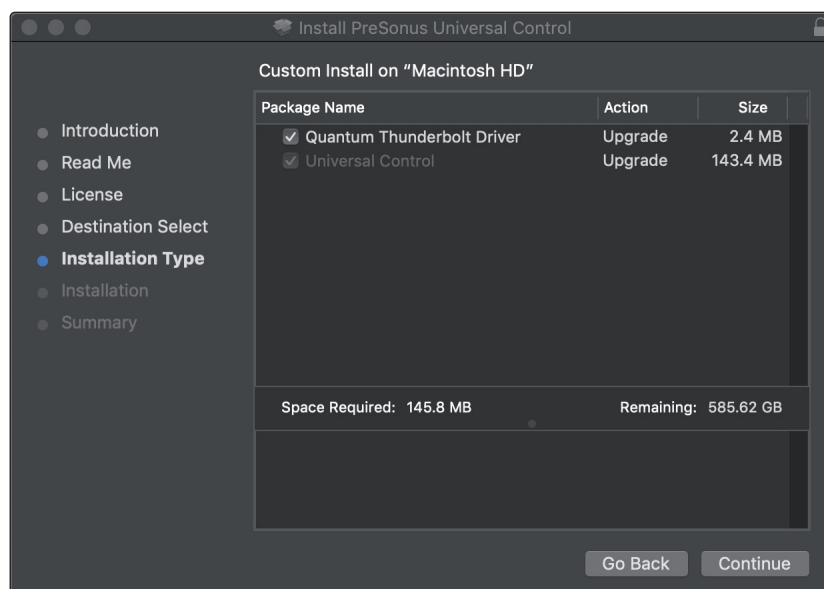 Install PreSonus Universal Control
Custom Install on “Macintosh HD”
Introduction
Read Me
License
Destination Select
Installation Type
Installation
Summary
Package Name Action Size
Quantum Thunderbolt Driver Upgrade 2.4 MB
Universal Control Upgrade 143.4 MB
Space Required: 145.8 MB Remaining: 585.62 GB
Go Back Continue